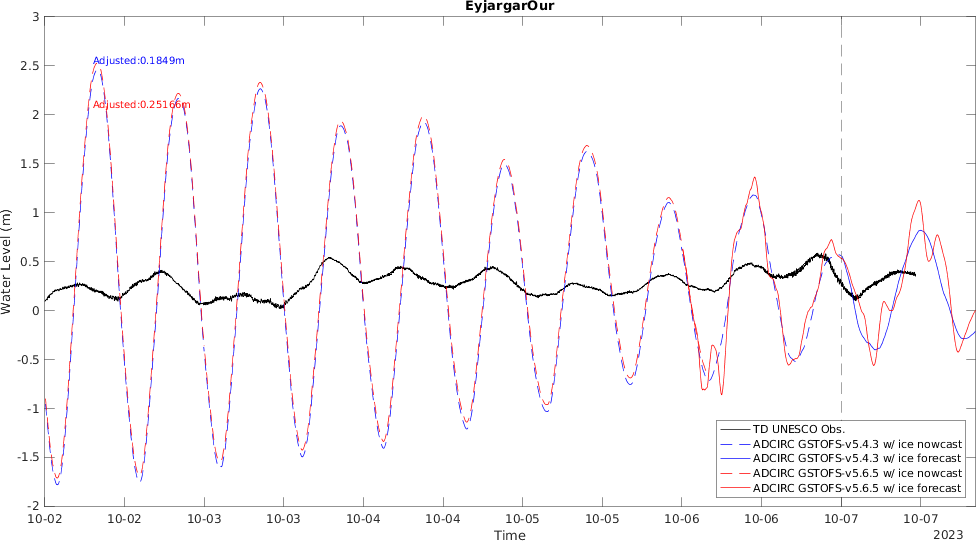 EyjargarOur
3
2.5
2
1.5
1
0.5
0
-0.5
-1
-1.5
-2
Water Level (m)
Adjusted:0.1849m
Adjusted:0.25166m
TD UNESCO Obs.
ADCIRC GSTOFS-v5.4.3 w/ ice nowcast
ADCIRC GSTOFS-v5.4.3 w/ ice forecast
ADCIRC GSTOFS-v5.6.5 w/ ice nowcast
ADCIRC GSTOFS-v5.6.5 w/ ice forecast
10-02 10-02 10-03 10-03 10-04 10-04 10-05 10-05 10-06 10-06 10-07 10-07
Time
2023